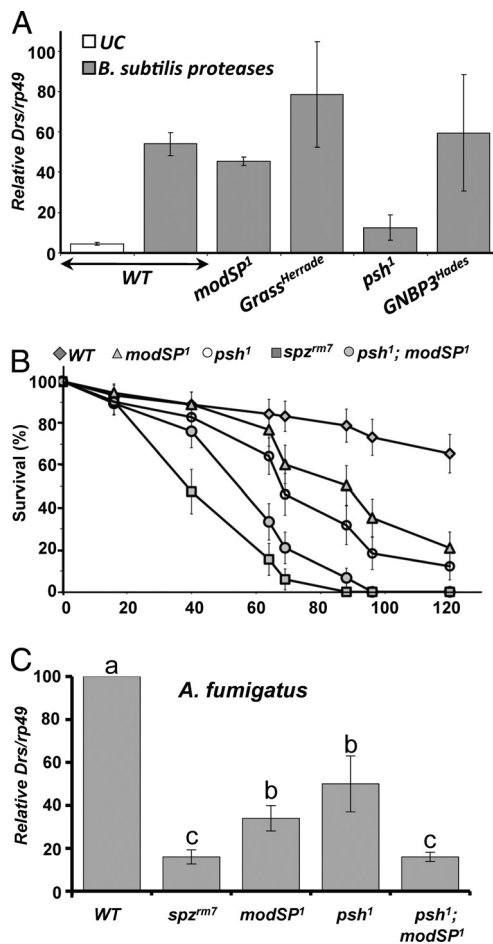 A
Relative Drs/rp49
100
80
60
40
20
0
UC
B. subtilis proteases
WT
modSP1
GrassHerrade
psh1
GNBP3Hades
B
WT modSP1 psh1 spzrm7 psh1; modSP1
Survival (%)
100
80
60
40
20
0
0 20 40 60 80 100 120
C
A. fumigatus
Relative Drs/rp49
100
80
60
40
20
0
a
c
b
b
c
WT spzrm7 modSP1 psh1 psh1;
modSP1